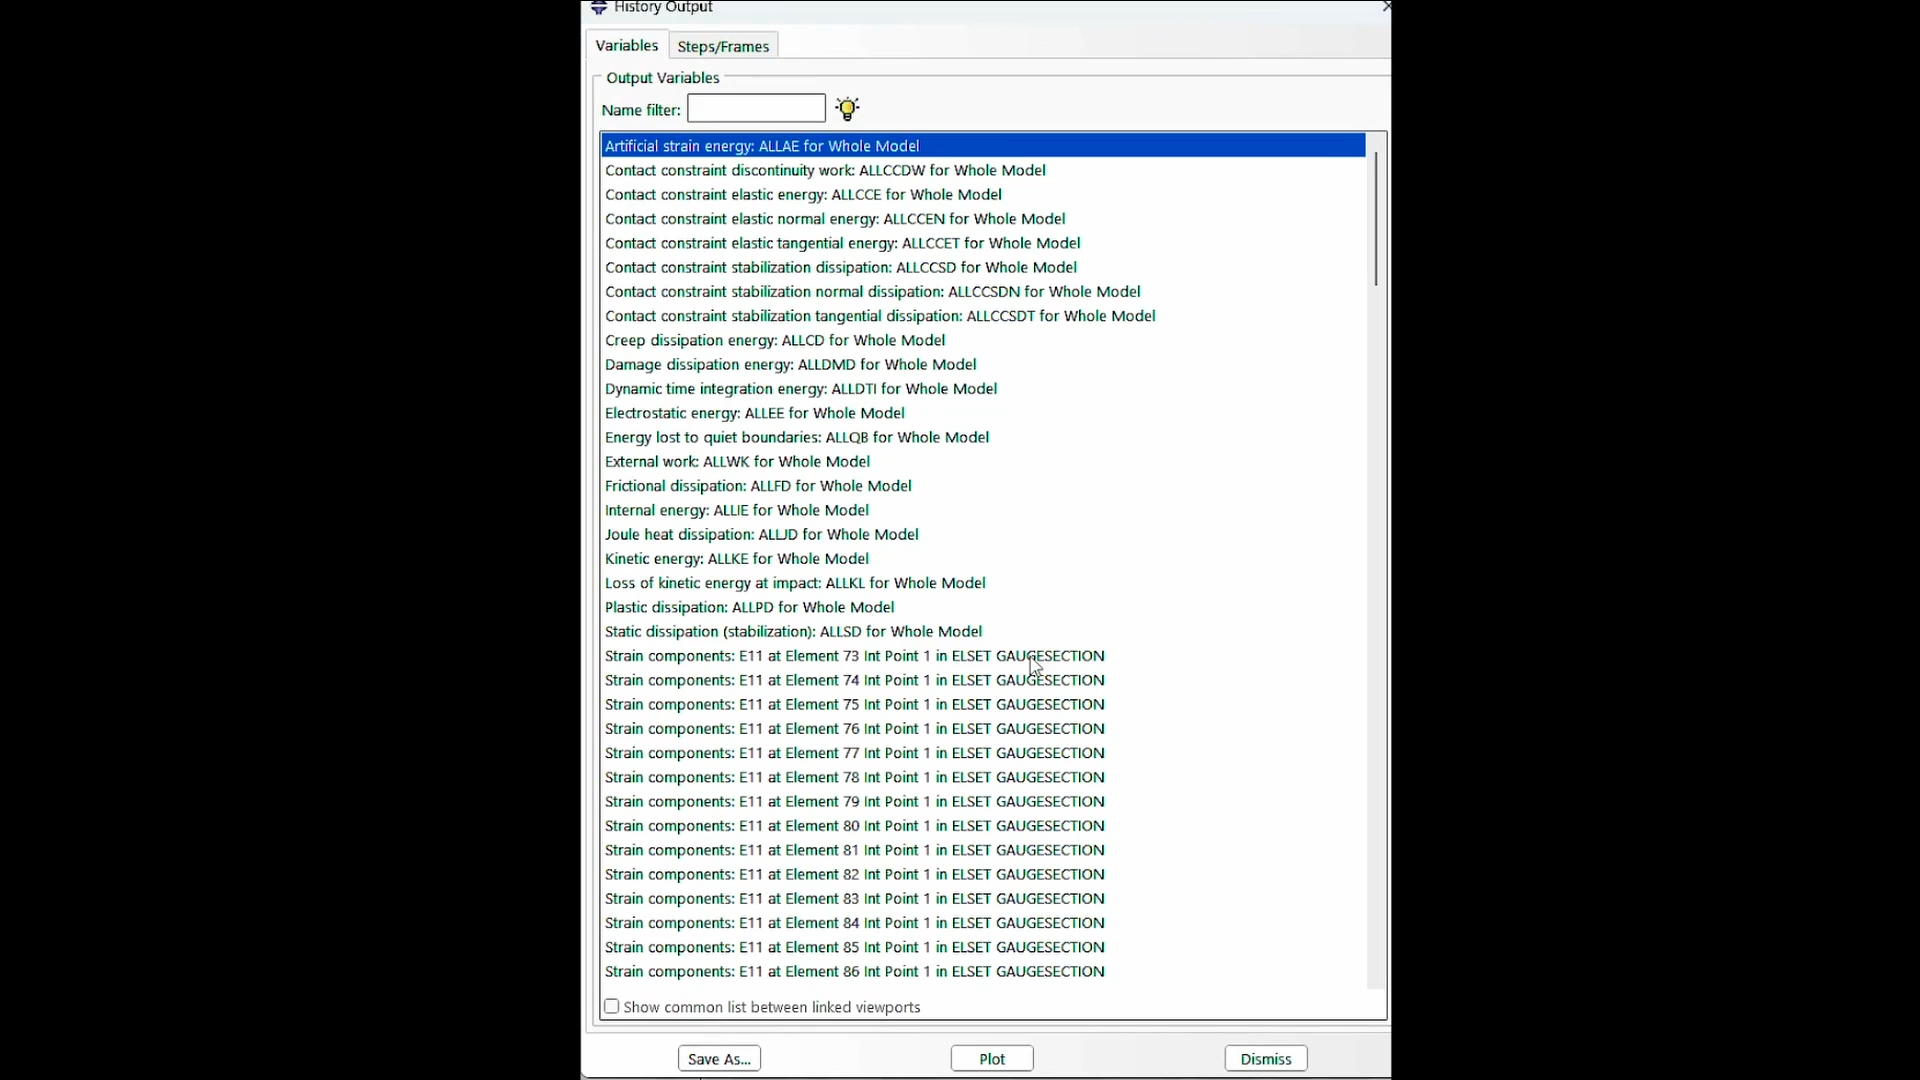 History Output
Variables
Steps/Frames
Output Variables
Name filter:
Artificial strain energy: ALLAE for Whole Model
Contact constraint discontinuity work: ALLCCDW for Whole Model
Contact constraint elastic energy: ALLCCE for Whole Model
Contact constraint elastic normal energy: ALLCCEN for Whole Model
Contact constraint elastic tangential energy: ALLCCET for Whole Model
Contact constraint stabilization dissipation: ALLCCSD for Whole Model
Contact constraint stabilization normal dissipation: ALLCCSDN for Whole Model
Contact constraint stabilization tangential dissipation: ALLCCSDT for Whole Model
Creep dissipation energy: ALLCD for Whole Model
Damage dissipation energy: ALLDMD for Whole Model
Dynamic time integration energy: ALLDTI for Whole Model
Electrostatic energy: ALLEE for Whole Model
Energy lost to quiet boundaries: ALLQB for Whole Model
External work: ALLWK for Whole Model
Frictional dissipation: ALLFD for Whole Model
Internal energy: ALLIE for Whole Model
Joule heat dissipation: ALLJD for Whole Model
Kinetic energy: ALLKE for Whole Model
Loss of kinetic energy at impact: ALLKL for Whole Model
Plastic dissipation: ALLPD for Whole Model
Static dissipation (stabilization): ALLSD for Whole Model
Strain components: E11 at Element 73 Int Point 1 in ELSET GAUGESECTION
Strain components: E11 at Element 74 Int Point 1 in ELSET GAUGESECTION
Strain components: E11 at Element 75 Int Point 1 in ELSET GAUGESECTION
Strain components: E11 at Element 76 Int Point 1 in ELSET GAUGESECTION
Strain components: E11 at Element 77 Int Point 1 in ELSET GAUGESECTION
Strain components: E11 at Element 78 Int Point 1 in ELSET GAUGESECTION
Strain components: E11 at Element 79 Int Point 1 in ELSET GAUGESECTION
Strain components: E11 at Element 80 Int Point 1 in ELSET GAUGESECTION
Strain components: E11 at Element 81 Int Point 1 in ELSET GAUGESECTION
Strain components: E11 at Element 82 Int Point 1 in ELSET GAUGESECTION
Strain components: E11 at Element 83 Int Point 1 in ELSET GAUGESECTION
Strain components: E11 at Element 84 Int Point 1 in ELSET GAUGESECTION
Strain components: E11 at Element 85 Int Point 1 in ELSET GAUGESECTION
Strain components: E11 at Element 86 Int Point 1 in ELSET GAUGESECTION
Show common list between linked viewports
Save As...
Plot
Dismiss